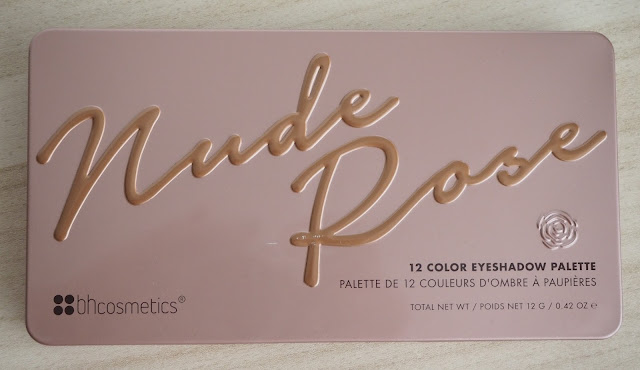 Nude
Rose
12 COLOR EYESHADOW PALETTE
PALETTE DE 12 COULEURS D'OMBRE À PAUPIÈRES
TOTAL NET WT / POIDS NET 12 G / 0.42 OZ ℮
bhcosmetics®